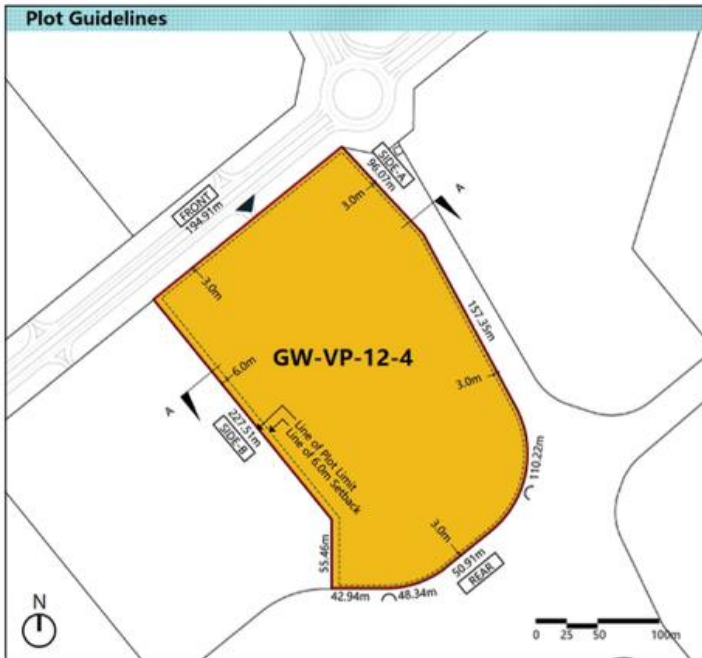 Plot Guidelines
SIDE-A
96.07m
A
3.0m
FRONT
194.91m
3.0m
157.35m
GW-VP-12-4
6.0m
3.0m
A
227.51m
SIDE-B
Line of Plot Limit
Line of 6.0m Setback
110.22m
3.0m
55.46m
50.91m
REAR
42.94m
48.34m
N
0 25 50 100m